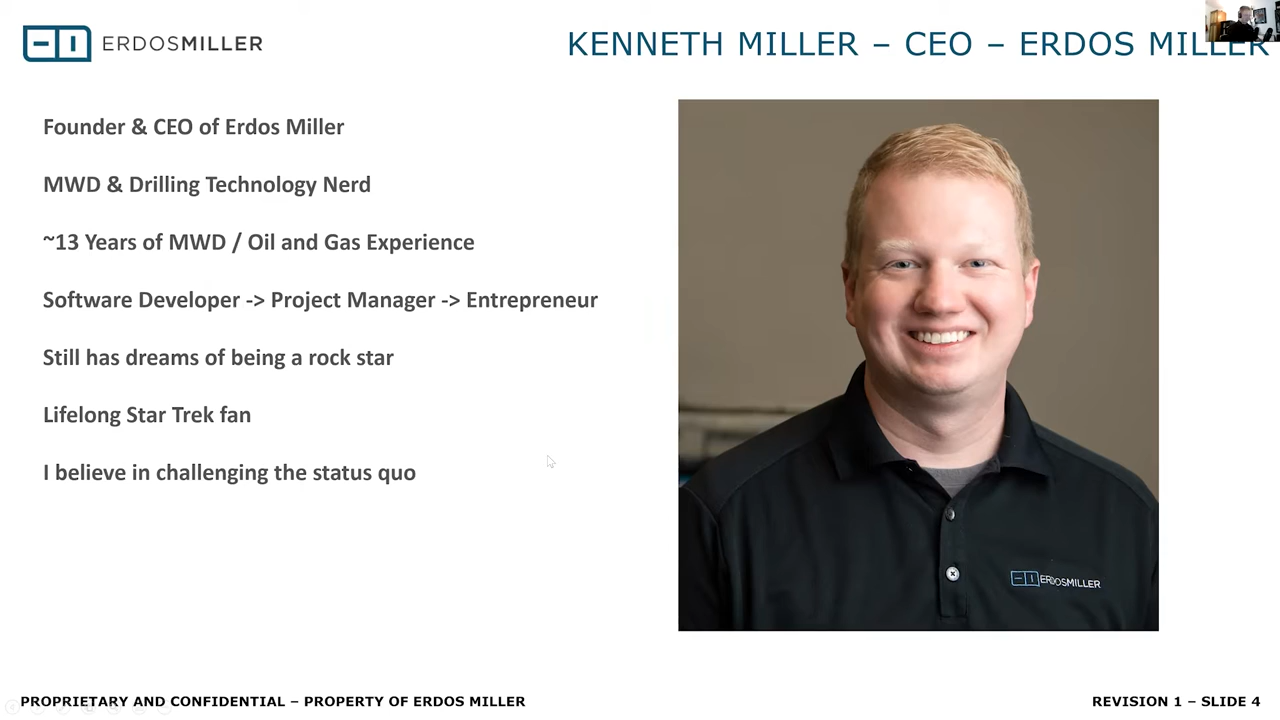 ERDOSMILLER
KENNETH MILLER – CEO – ERDOS MILLER
Founder & CEO of Erdos Miller
MWD & Drilling Technology Nerd
~13 Years of MWD / Oil and Gas Experience
Software Developer -> Project Manager -> Entrepreneur
Still has dreams of being a rock star
Lifelong Star Trek fan
I believe in challenging the status quo
ERDOSMILLER
PROPRIETARY AND CONFIDENTIAL – PROPERTY OF ERDOS MILLER
REVISION 1 – SLIDE 4